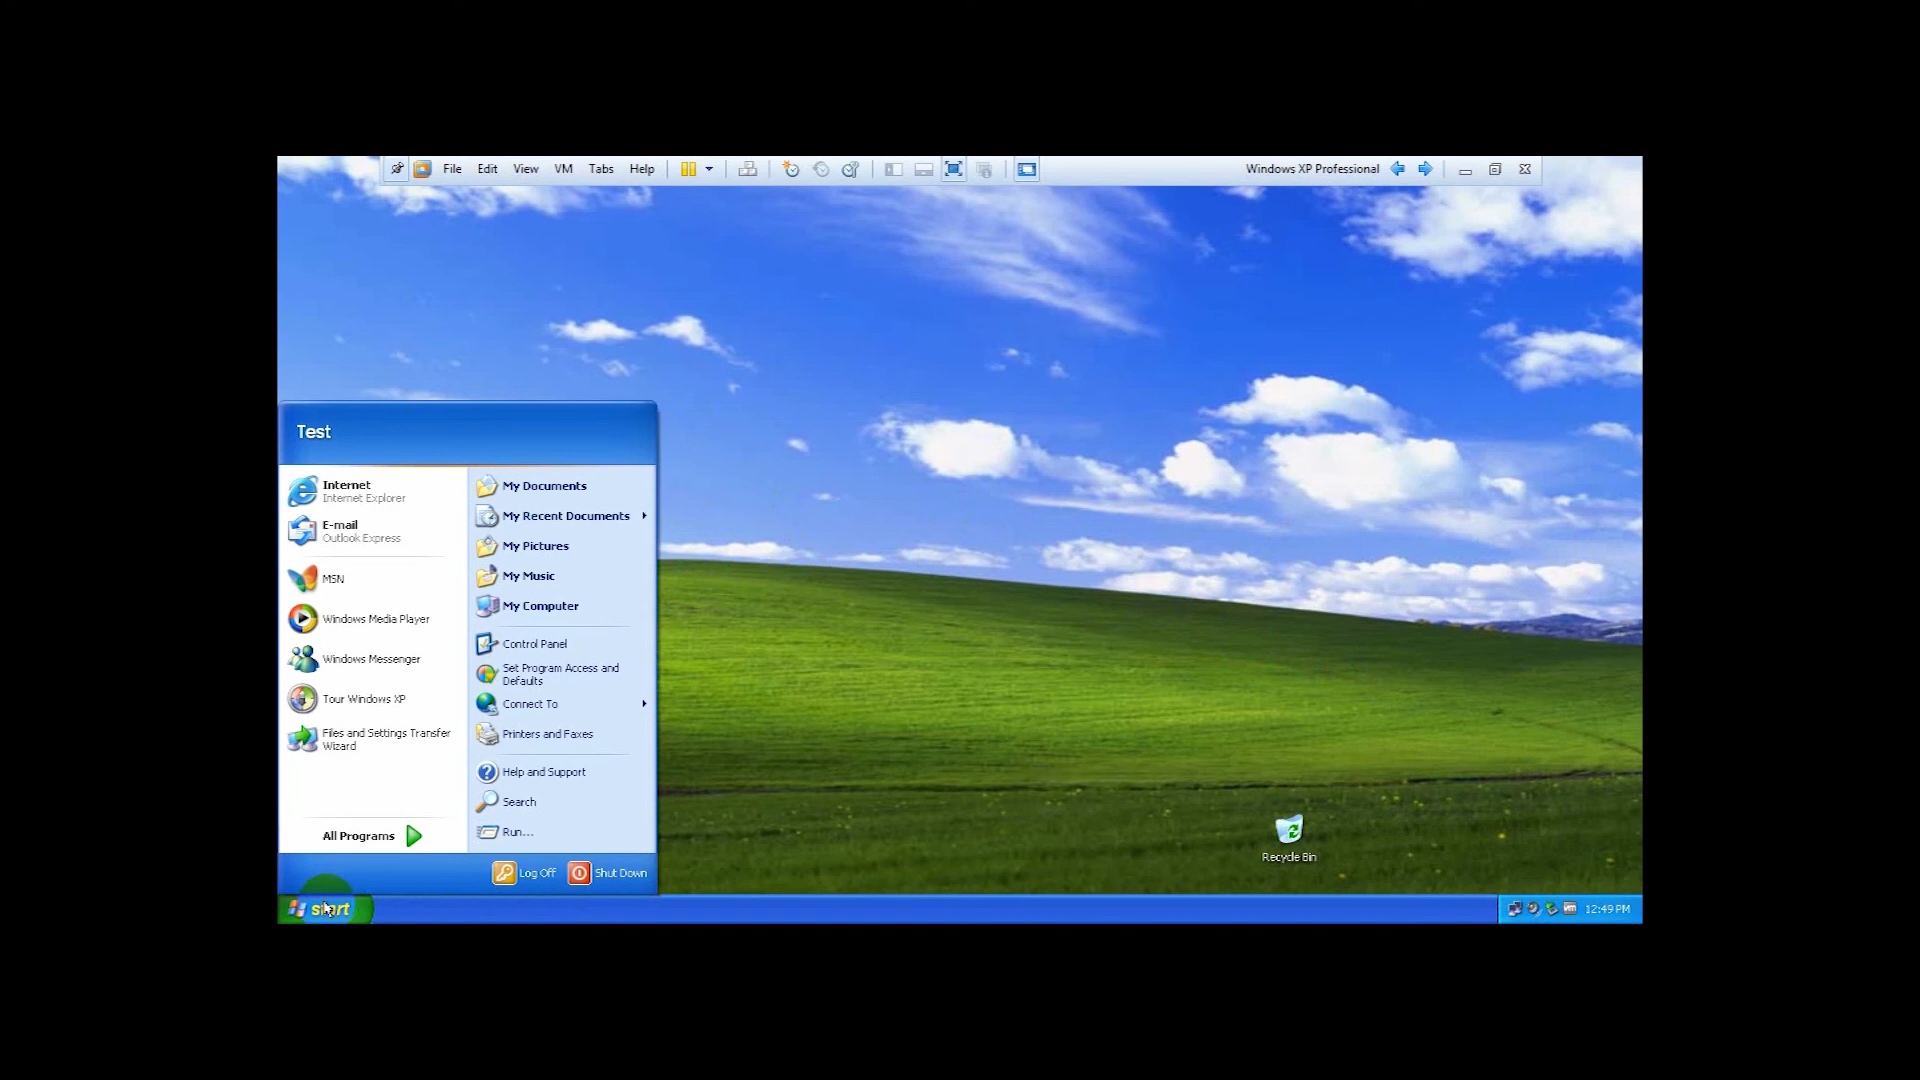 File Edit View VM Tabs Help Windows XP Professional
Test
Internet
Internet Explorer
E-mail
Outlook Express
MSN
Windows Media Player
Windows Messenger
Tour Windows XP
Files and Settings Transfer
Wizard
All Programs
My Documents
My Recent Documents
My Pictures
My Music
My Computer
Control Panel
Set Program Access and
Defaults
Connect To
Printers and Faxes
Help and Support
Search
Run...
Log Off Shut Down
Recycle Bin
start
12:49 PM